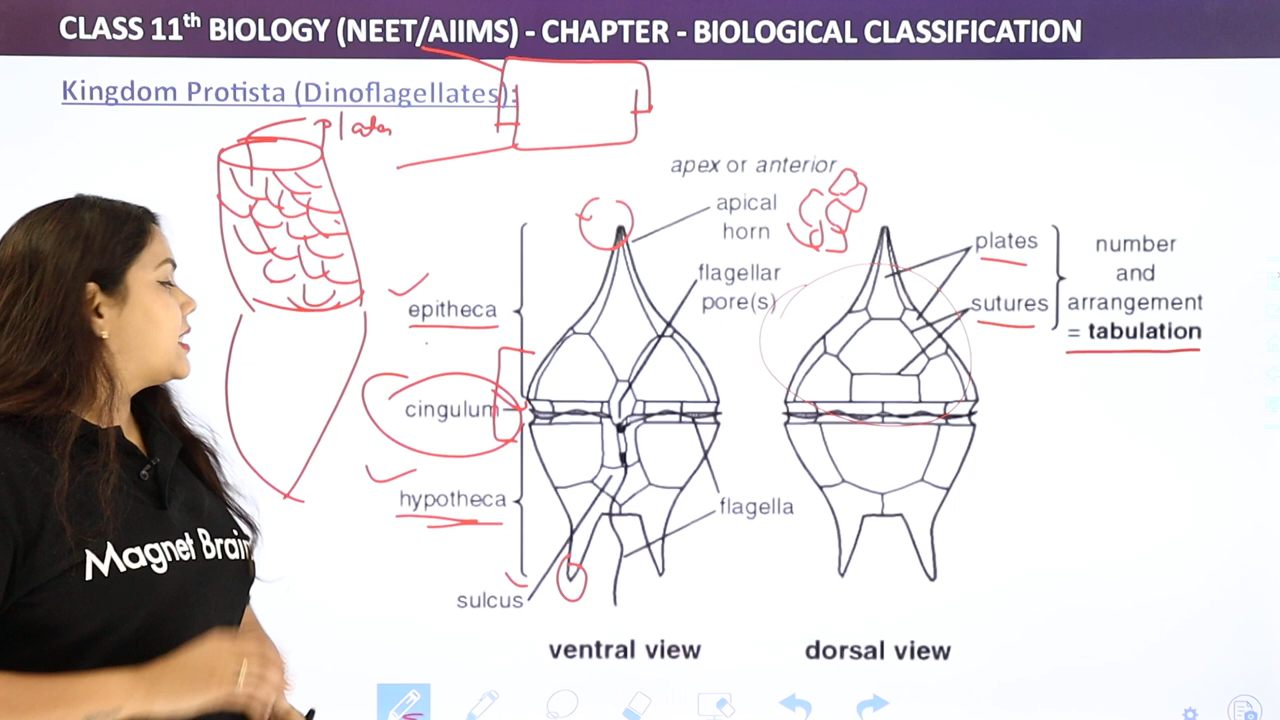 CLASS 11th BIOLOGY (NEET/AIIMS) - CHAPTER - BIOLOGICAL CLASSIFICATION
Kingdom Protista (Dinoflagellates):
Plates
apex or anterior
apical
horn
flagellar
pore(s)
epitheca
cingulum
hypotheca
sulcus
flagella
plates
sutures
number
and
arrangement
= tabulation
ventral view
dorsal view
Magnet Brain